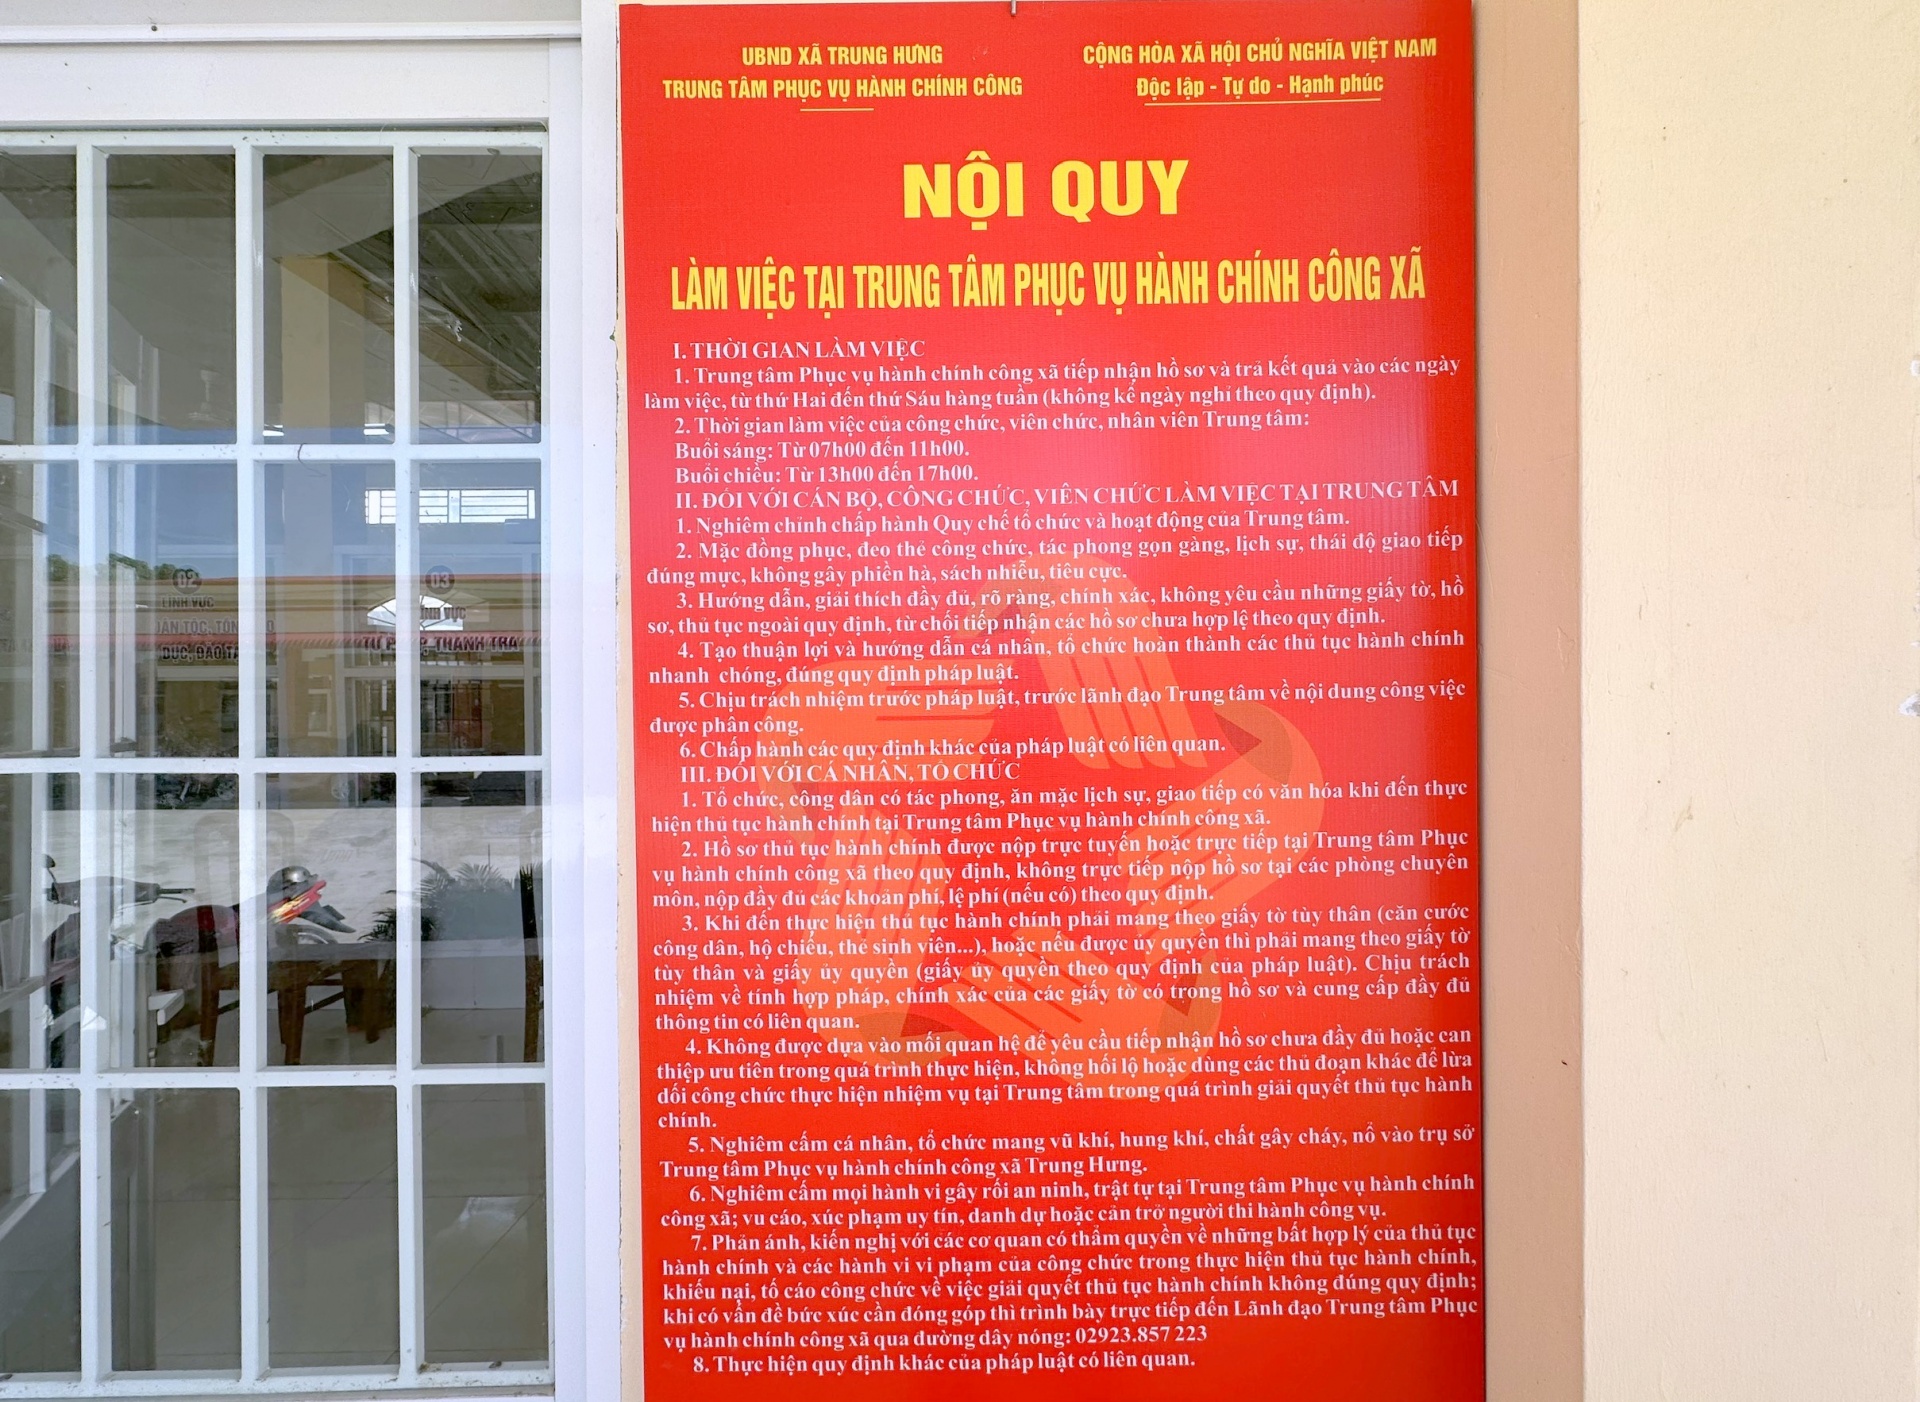 UBND XÃ TRUNG HƯNG
TRUNG TÂM PHỤC VỤ HÀNH CHÍNH CÔNG
CỘNG HÒA XÃ HỘI CHỦ NGHĨA VIỆT NAM
Độc lập - Tự do - Hạnh phúc
NỘI QUY
LÀM VIỆC TẠI TRUNG TÂM PHỤC VỤ HÀNH CHÍNH CÔNG XÃ
I. THỜI GIAN LÀM VIỆC
1. Trung tâm Phục vụ hành chính công xã tiếp nhận hồ sơ và trả kết quả vào các ngày
làm việc, từ thứ Hai đến thứ Sáu hàng tuần (không kể ngày nghỉ theo quy định).
2. Thời gian làm việc của công chức, viên chức, nhân viên Trung tâm:
Buổi sáng: Từ 07h00 đến 11h00.
Buổi chiều: Từ 13h00 đến 17h00.
II. ĐỐI VỚI CÁN BỘ, CÔNG CHỨC, VIÊN CHỨC LÀM VIỆC TẠI TRUNG TÂM
1. Nghiêm chỉnh chấp hành Quy chế tổ chức và hoạt động của Trung tâm.
2. Mặc đồng phục, đeo thẻ công chức, tác phong gọn gàng, lịch sự, thái độ giao tiếp
đúng mực, không gây phiền hà, sách nhiễu, tiêu cực.
3. Hướng dẫn, giải thích đầy đủ, rõ ràng, chính xác, không yêu cầu những giấy tờ, hồ
sơ, thủ tục ngoài quy định, từ chối tiếp nhận các hồ sơ chưa hợp lệ theo quy định.
4. Tạo thuận lợi và hướng dẫn cá nhân, tổ chức hoàn thành các thủ tục hành chính
nhanh chóng, đúng quy định pháp luật.
5. Chịu trách nhiệm trước pháp luật, trước lãnh đạo Trung tâm về nội dung công việc
được phân công.
6. Chấp hành các quy định khác của pháp luật có liên quan.
III. ĐỐI VỚI CÁ NHÂN, TỔ CHỨC
1. Tổ chức, công dân có tác phong, ăn mặc lịch sự, giao tiếp có văn hóa khi đến thực
hiện thủ tục hành chính tại Trung tâm Phục vụ hành chính công xã.
2. Hồ sơ thủ tục hành chính được nộp trực tuyến hoặc trực tiếp tại Trung tâm Phục
vụ hành chính công xã theo quy định, không trực tiếp nộp hồ sơ tại các phòng chuyên
môn, nộp đầy đủ các khoản phí, lệ phí (nếu có) theo quy định.
3. Khi đến thực hiện thủ tục hành chính phải mang theo giấy tờ tùy thân (căn cước
công dân, hộ chiếu, thẻ sinh viên...), hoặc nếu được ủy quyền thì phải mang theo giấy tờ
tùy thân và giấy ủy quyền (giấy ủy quyền theo quy định của pháp luật). Chịu trách
nhiệm về tính hợp pháp, chính xác của các giấy tờ có trong hồ sơ và cung cấp đầy đủ
thông tin có liên quan.
4. Không được dựa vào mối quan hệ để yêu cầu tiếp nhận hồ sơ chưa đầy đủ hoặc can
thiệp ưu tiên trong quá trình thực hiện, không hối lộ hoặc dùng các thủ đoạn khác để lừa
dối công chức thực hiện nhiệm vụ tại Trung tâm trong quá trình giải quyết thủ tục hành
chính.
5. Nghiêm cấm cá nhân, tổ chức mang vũ khí, hung khí, chất gây cháy, nổ vào trụ sở
Trung tâm Phục vụ hành chính công xã Trung Hưng.
6. Nghiêm cấm mọi hành vi gây rối an ninh, trật tự tại Trung tâm Phục vụ hành chính
công xã; vu cáo, xúc phạm uy tín, danh dự hoặc cản trở người thi hành công vụ.
7. Phản ánh, kiến nghị với các cơ quan có thẩm quyền về những bất hợp lý của thủ tục
hành chính và các hành vi vi phạm của công chức trong thực hiện thủ tục hành chính,
khiếu nại, tố cáo công chức về việc giải quyết thủ tục hành chính không đúng quy định;
khi có vấn đề bức xúc cần đóng góp thì trình bày trực tiếp đến Lãnh đạo Trung tâm Phục
vụ hành chính công xã qua đường dây nóng: 02923.857 223
8. Thực hiện quy định khác của pháp luật có liên quan.
02
LĨNH VỰC
03
VỰC
THANH TRA